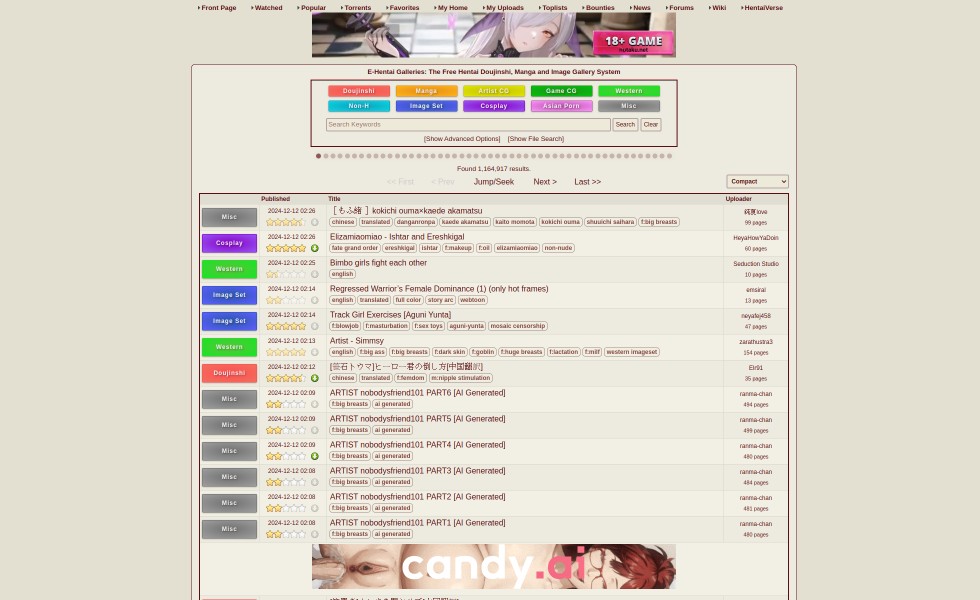 Front Page Watched Popular Torrents Favorites My Home My Uploads Toplists Bounties News Forums Wiki HentaiVerse
18+ GAME
nutaku.net
E-Hentai Galleries: The Free Hentai Doujinshi, Manga and Image Gallery System
Doujinshi Manga Artist CG Game CG Western
Non-H Image Set Cosplay Asian Porn Misc
Search Keywords Search Clear
[Show Advanced Options] [Show File Search]
Found 1,164,917 results.
<< First < Prev Jump/Seek Next > Last >> Compact
Published Title Uploader
Misc 2024-12-12 02:26 [もふ緒] kokichi ouma×kaede akamatsu 純夏love
chinese translated danganronpa kaede akamatsu kaito momota kokichi ouma shuuichi saihara f:big breasts 99 pages
Cosplay 2024-12-12 02:26 Elizamiaomiao - Ishtar and Ereshkigal HeyaHowYaDoin
fate grand order ereshkigal ishtar f:makeup f:oil elizamiaomiao non-nude 60 pages
Western 2024-12-12 02:25 Bimbo girls fight each other Seduction Studio
english 10 pages
Image Set 2024-12-12 02:14 Regressed Warrior's Female Dominance (1) (only hot frames) emsiral
english translated full color story arc webtoon 13 pages
Image Set 2024-12-12 02:14 Track Girl Exercises [Aguni Yunta] neyafej458
f:blowjob f:masturbation f:sex toys aguni-yunta mosaic censorship 47 pages
Western 2024-12-12 02:13 Artist - Simmsy zarathustra3
english f:big ass f:big breasts f:dark skin f:goblin f:huge breasts f:lactation f:milf western imageset 154 pages
Doujinshi 2024-12-12 02:12 [芸石トウマ]ヒーロー君の倒し方[中国翻訳] Elr91
chinese translated f:femdom m:nipple stimulation 35 pages
Misc 2024-12-12 02:09 ARTIST nobodysfriend101 PART6 [AI Generated] ranma-chan
f:big breasts ai generated 494 pages
Misc 2024-12-12 02:09 ARTIST nobodysfriend101 PART5 [AI Generated] ranma-chan
f:big breasts ai generated 499 pages
Misc 2024-12-12 02:09 ARTIST nobodysfriend101 PART4 [AI Generated] ranma-chan
f:big breasts ai generated 480 pages
Misc 2024-12-12 02:08 ARTIST nobodysfriend101 PART3 [AI Generated] ranma-chan
f:big breasts ai generated 484 pages
Misc 2024-12-12 02:08 ARTIST nobodysfriend101 PART2 [AI Generated] ranma-chan
f:big breasts ai generated 481 pages
Misc 2024-12-12 02:08 ARTIST nobodysfriend101 PART1 [AI Generated] ranma-chan
f:big breasts ai generated 480 pages
candy.ai